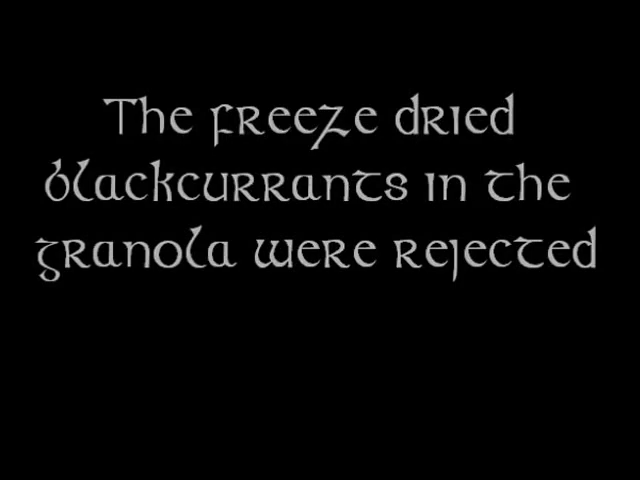 The freeze dried
blackcurrants in the
granola were rejected